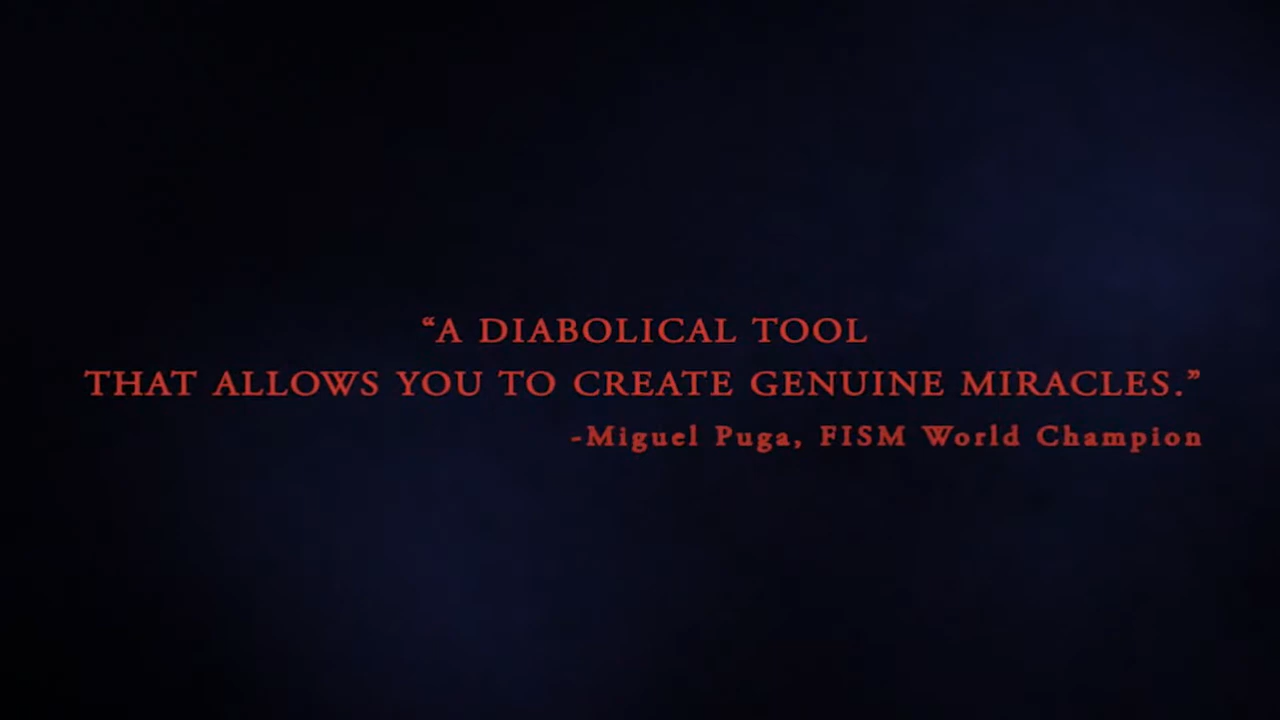 “A DIABOLICAL TOOL
THAT ALLOWS YOU TO CREATE GENUINE MIRACLES.”
-Miguel Puga, FISM World Champion